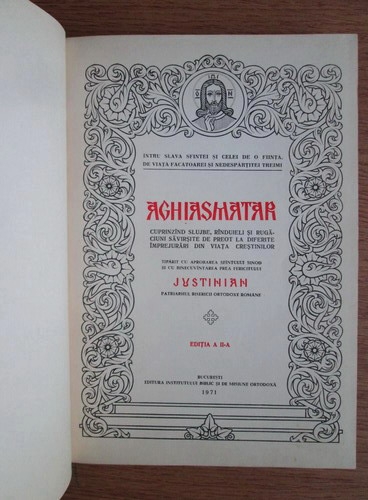 ÎNTRU SLAVA SFINTEI ȘI CELEI DE O FIINȚĂ,
DE VIAȚĂ FĂCĂTOAREI ȘI NEDESPĂRȚITEI TREIMI
AGHIASMATAR
CUPRINZÎND SLUJBE, RÎNDUIELI ȘI RUGĂ-
CIUNI SĂVÎRȘITE DE PREOT LA DIFERITE
ÎMPREJURĂRI DIN VIAȚA CREȘTINILOR
TIPĂRIT CU APROBAREA SFÎNTULUI SINOD
ȘI CU BINECUVÎNTAREA PREA FERICITULUI
JUSTINIAN
PATRIARHUL BISERICII ORTODOXE ROMÂNE
EDIȚIA A II-A
BUCUREȘTI
EDITURA INSTITUTULUI BIBLIC ȘI DE MISIUNE ORTODOXĂ
1971